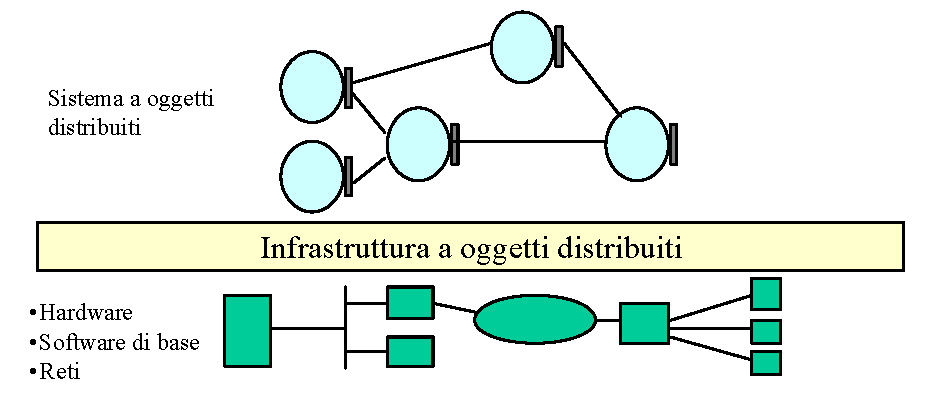 Sistema a oggetti
distribuiti
Infrastruttura a oggetti distribuiti
•Hardware
•Software di base
•Reti